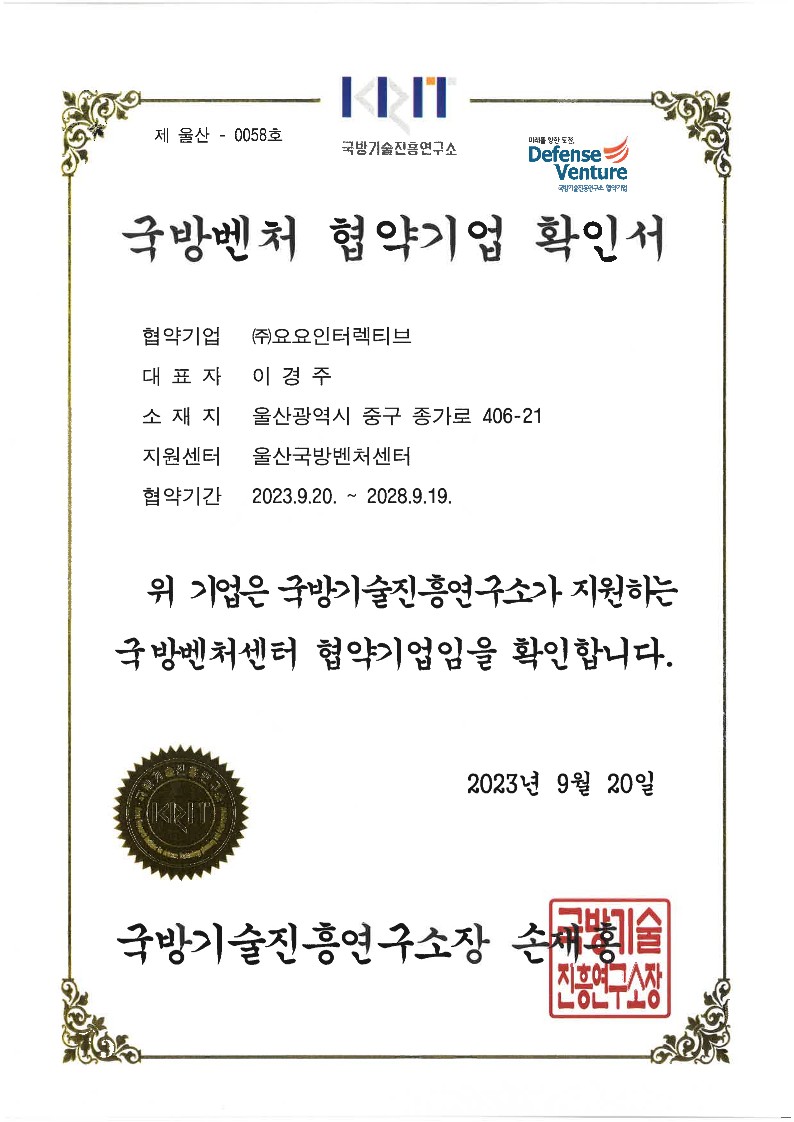 제 울산 - 0058호
KRIT
국방기술진흥연구소
미래를 향한 도전,
Defense
Venture
국방기술진흥연구소 협약기업
국방벤처 협약기업 확인서
협약기업 ㈜요요인터렉티브
대 표 자 이 경 주
소 재 지 울산광역시 중구 종가로 406-21
지원센터 울산국방벤처센터
협약기간 2023.9.20. ~ 2028.9.19.
위 기업은 국방기술진흥연구소가 지원하는
국방벤처센터 협약기업임을 확인합니다.
2023년 9월 20일
국방기술진흥연구소
KRIT
국방기술진흥연구소장 손재홍
국방기술
진흥연구소장